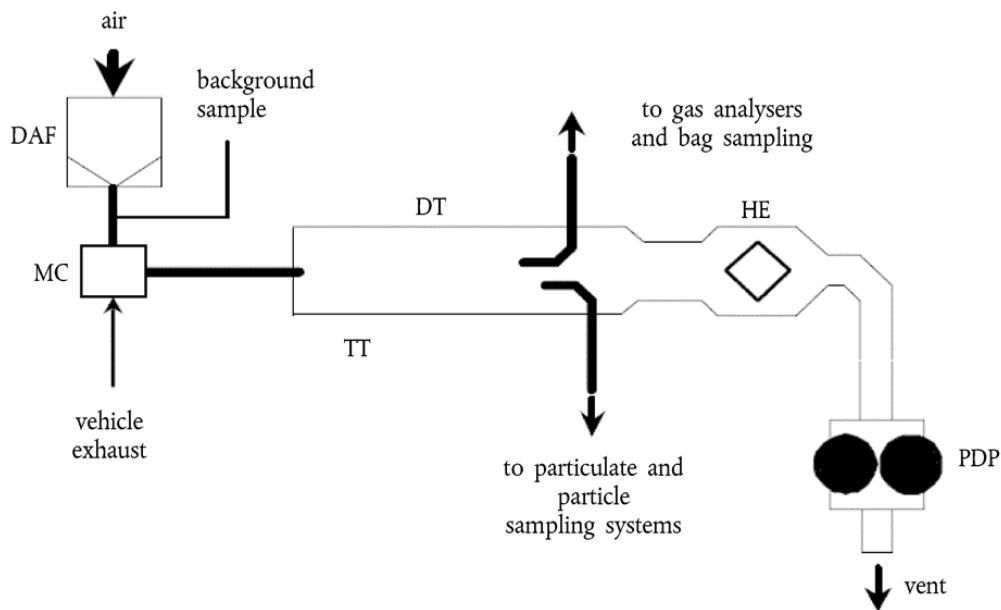 air
background
sample
DAF
to gas analysers
and bag sampling
DT
HE
MC
TT
vehicle
exhaust
to particulate and
particle
sampling systems
PDP
vent